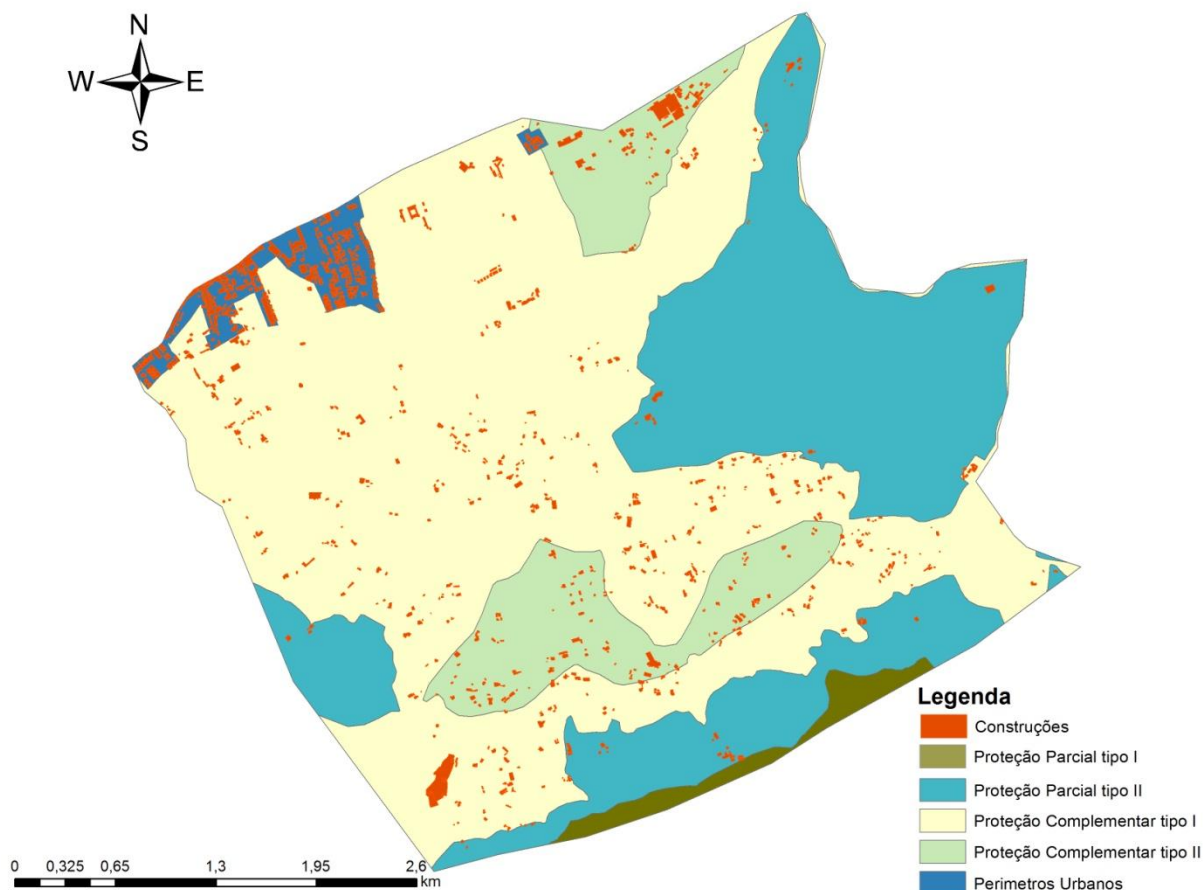 N
W E
S
Legenda
Construções
Proteção Parcial tipo I
Proteção Parcial tipo II
Proteção Complementar tipo I
Proteção Complementar tipo II
Perimetros Urbanos
0 0,325 0,65 1,3 1,95 2,6
km